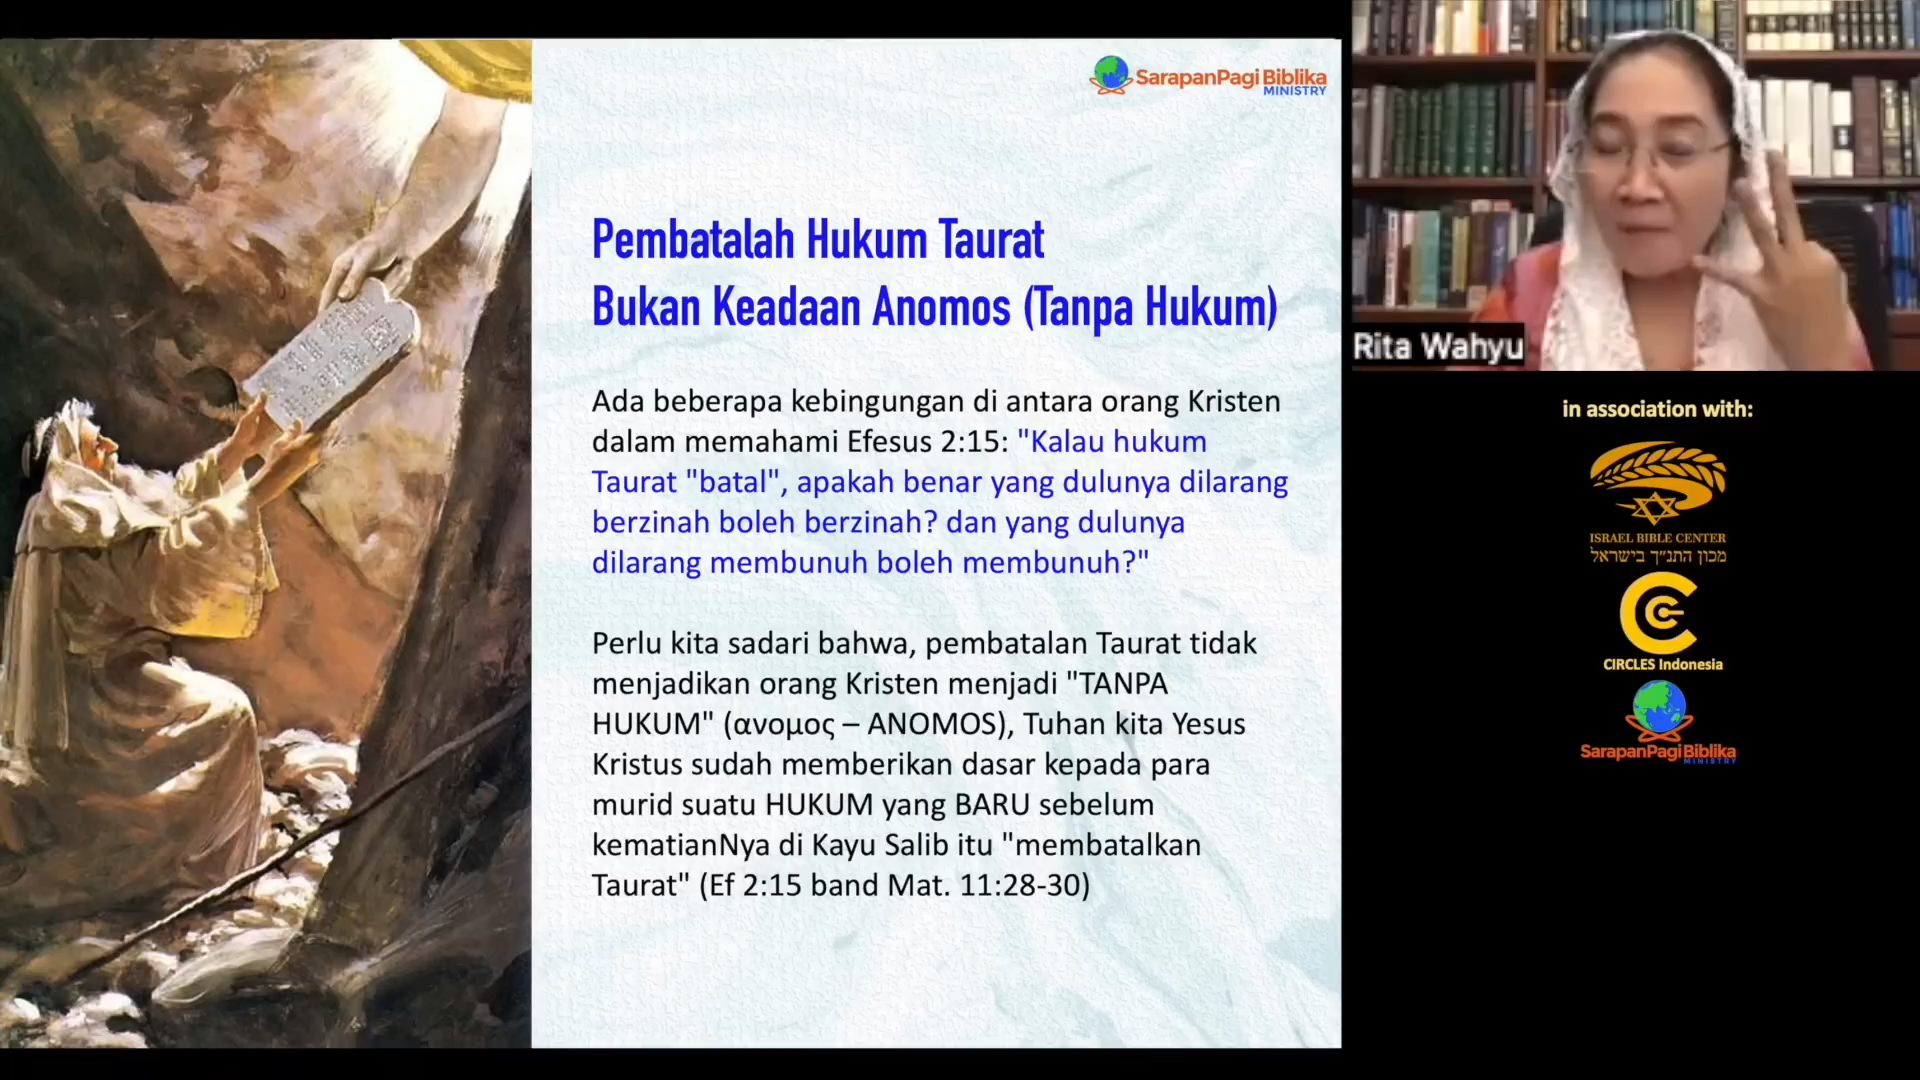 SarapanPagi Biblika
MINISTRY
Pembatalah Hukum Taurat
Bukan Keadaan Anomos (Tanpa Hukum)
Ada beberapa kebingungan di antara orang Kristen
dalam memahami Efesus 2:15: "Kalau hukum
Taurat "batal", apakah benar yang dulunya dilarang
berzinah boleh berzinah? dan yang dulunya
dilarang membunuh boleh membunuh?"
Perlu kita sadari bahwa, pembatalan Taurat tidak
menjadikan orang Kristen menjadi "TANPA
HUKUM" (ανομος – ANOMOS), Tuhan kita Yesus
Kristus sudah memberikan dasar kepada para
murid suatu HUKUM yang BARU sebelum
kematianNya di Kayu Salib itu "membatalkan
Taurat" (Ef 2:15 band Mat. 11:28-30)
Rita Wahyu
in association with:
ISRAEL BIBLE CENTER
מכון התנ״ך בישראל
CIRCLES Indonesia
SarapanPagi Biblika
MINISTRY